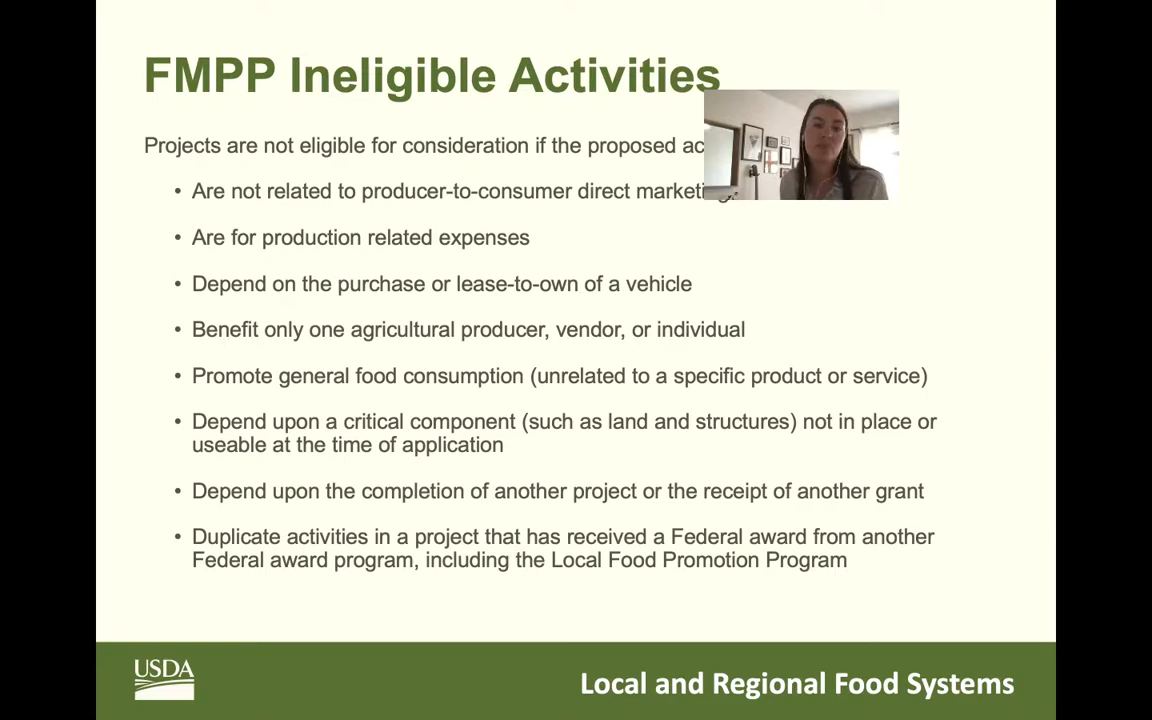 FMPP Ineligible Activities
Projects are not eligible for consideration if the proposed
• Are not related to producer-to-consumer direct
• Are for production related expenses
• Depend on the purchase or lease-to-own of a vehicle
• Benefit only one agricultural producer, vendor, or individual
• Promote general food consumption (unrelated to a specific product or service)
• Depend upon a critical component (such as land and structures) not in place or
useable at the time of application
• Depend upon the completion of another project or the receipt of another grant
• Duplicate activities in a project that has received a Federal award from another
Federal award program, including the Local Food Promotion Program
USDA
Local and Regional Food Systems